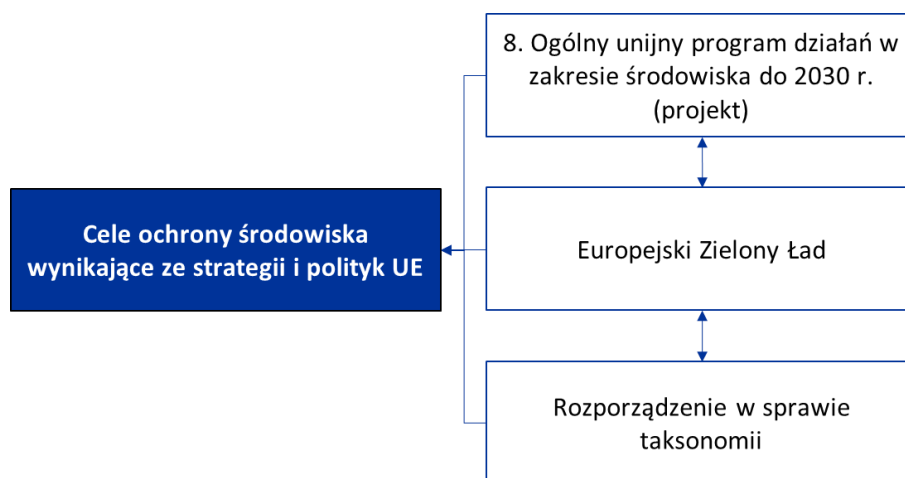 8. Ogólny unijny program działań w
zakresie środowiska do 2030 r.
(projekt)
Cele ochrony środowiska
wynikające ze strategii i polityk UE
Europejski Zielony Ład
Rozporządzenie w sprawie
taksonomii